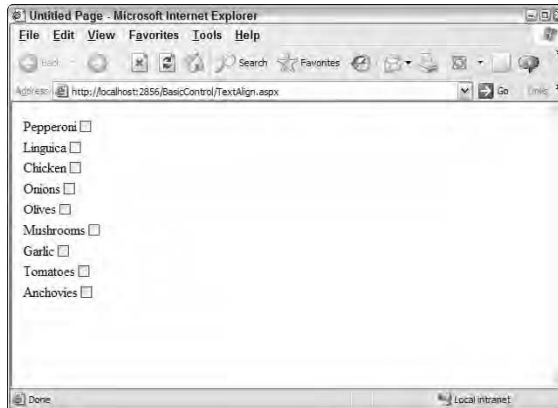 Untitled Page - Microsoft Internet Explorer
File Edit View Favorites Tools Help
Back Search Favorites
Address http://localhost:2856/BasicControl/TextAlign.aspx Go Links
Pepperoni
Linguica
Chicken
Onions
Olives
Mushrooms
Garlic
Tomatoes
Anchovies
Done Local intranet